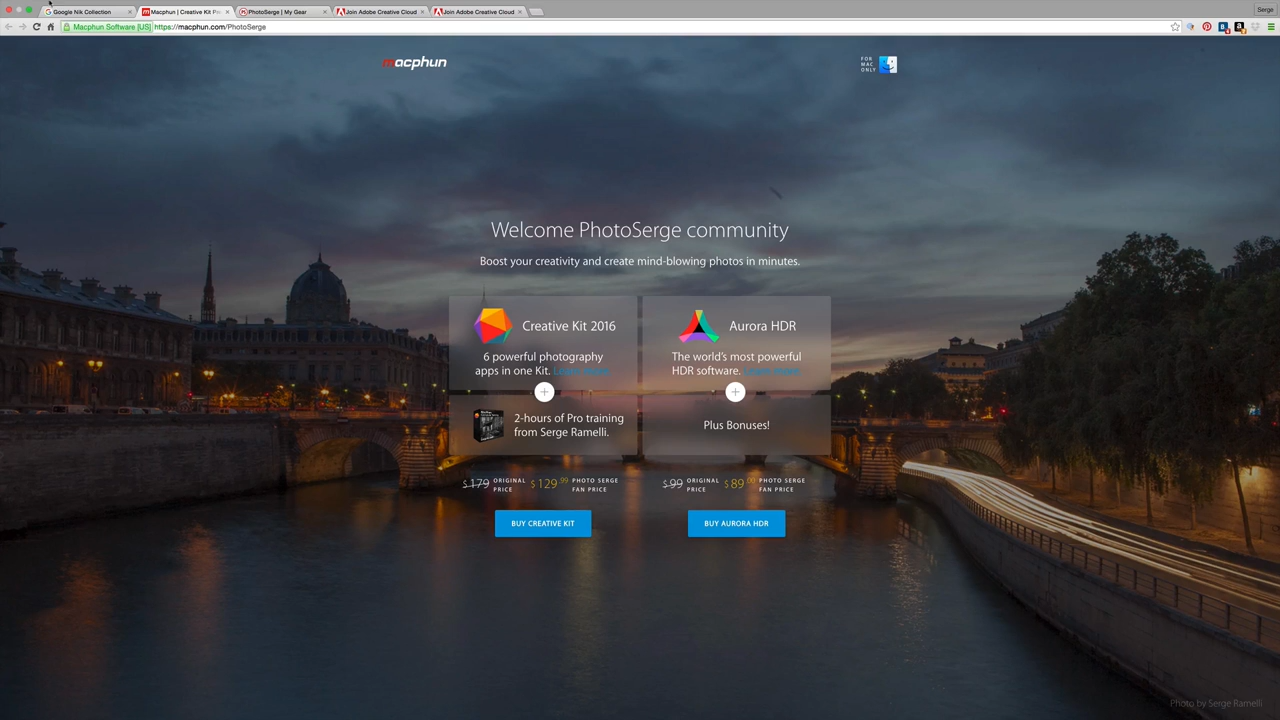 Google Nik Collection
Macphun | Creative Kit Pr
PhotoSerge | My Gear
Join Adobe Creative Cloud
Join Adobe Creative Cloud
Serge
Macphun Software [US]
https://macphun.com/PhotoSerge
macphun
FOR
MAC
ONLY
Welcome PhotoSerge community
Boost your creativity and create mind-blowing photos in minutes.
Creative Kit 2016
6 powerful photography
apps in one Kit. Learn more
2-hours of Pro training
from Serge Ramelli.
$179 ORIGINAL PRICE
$129.99 PHOTO SERGE FAN PRICE
BUY CREATIVE KIT
Aurora HDR
The world's most powerful
HDR software. Learn more
Plus Bonuses!
$99 ORIGINAL PRICE
$89.00 PHOTO SERGE FAN PRICE
BUY AURORA HDR
Photo by Serge Ramelli